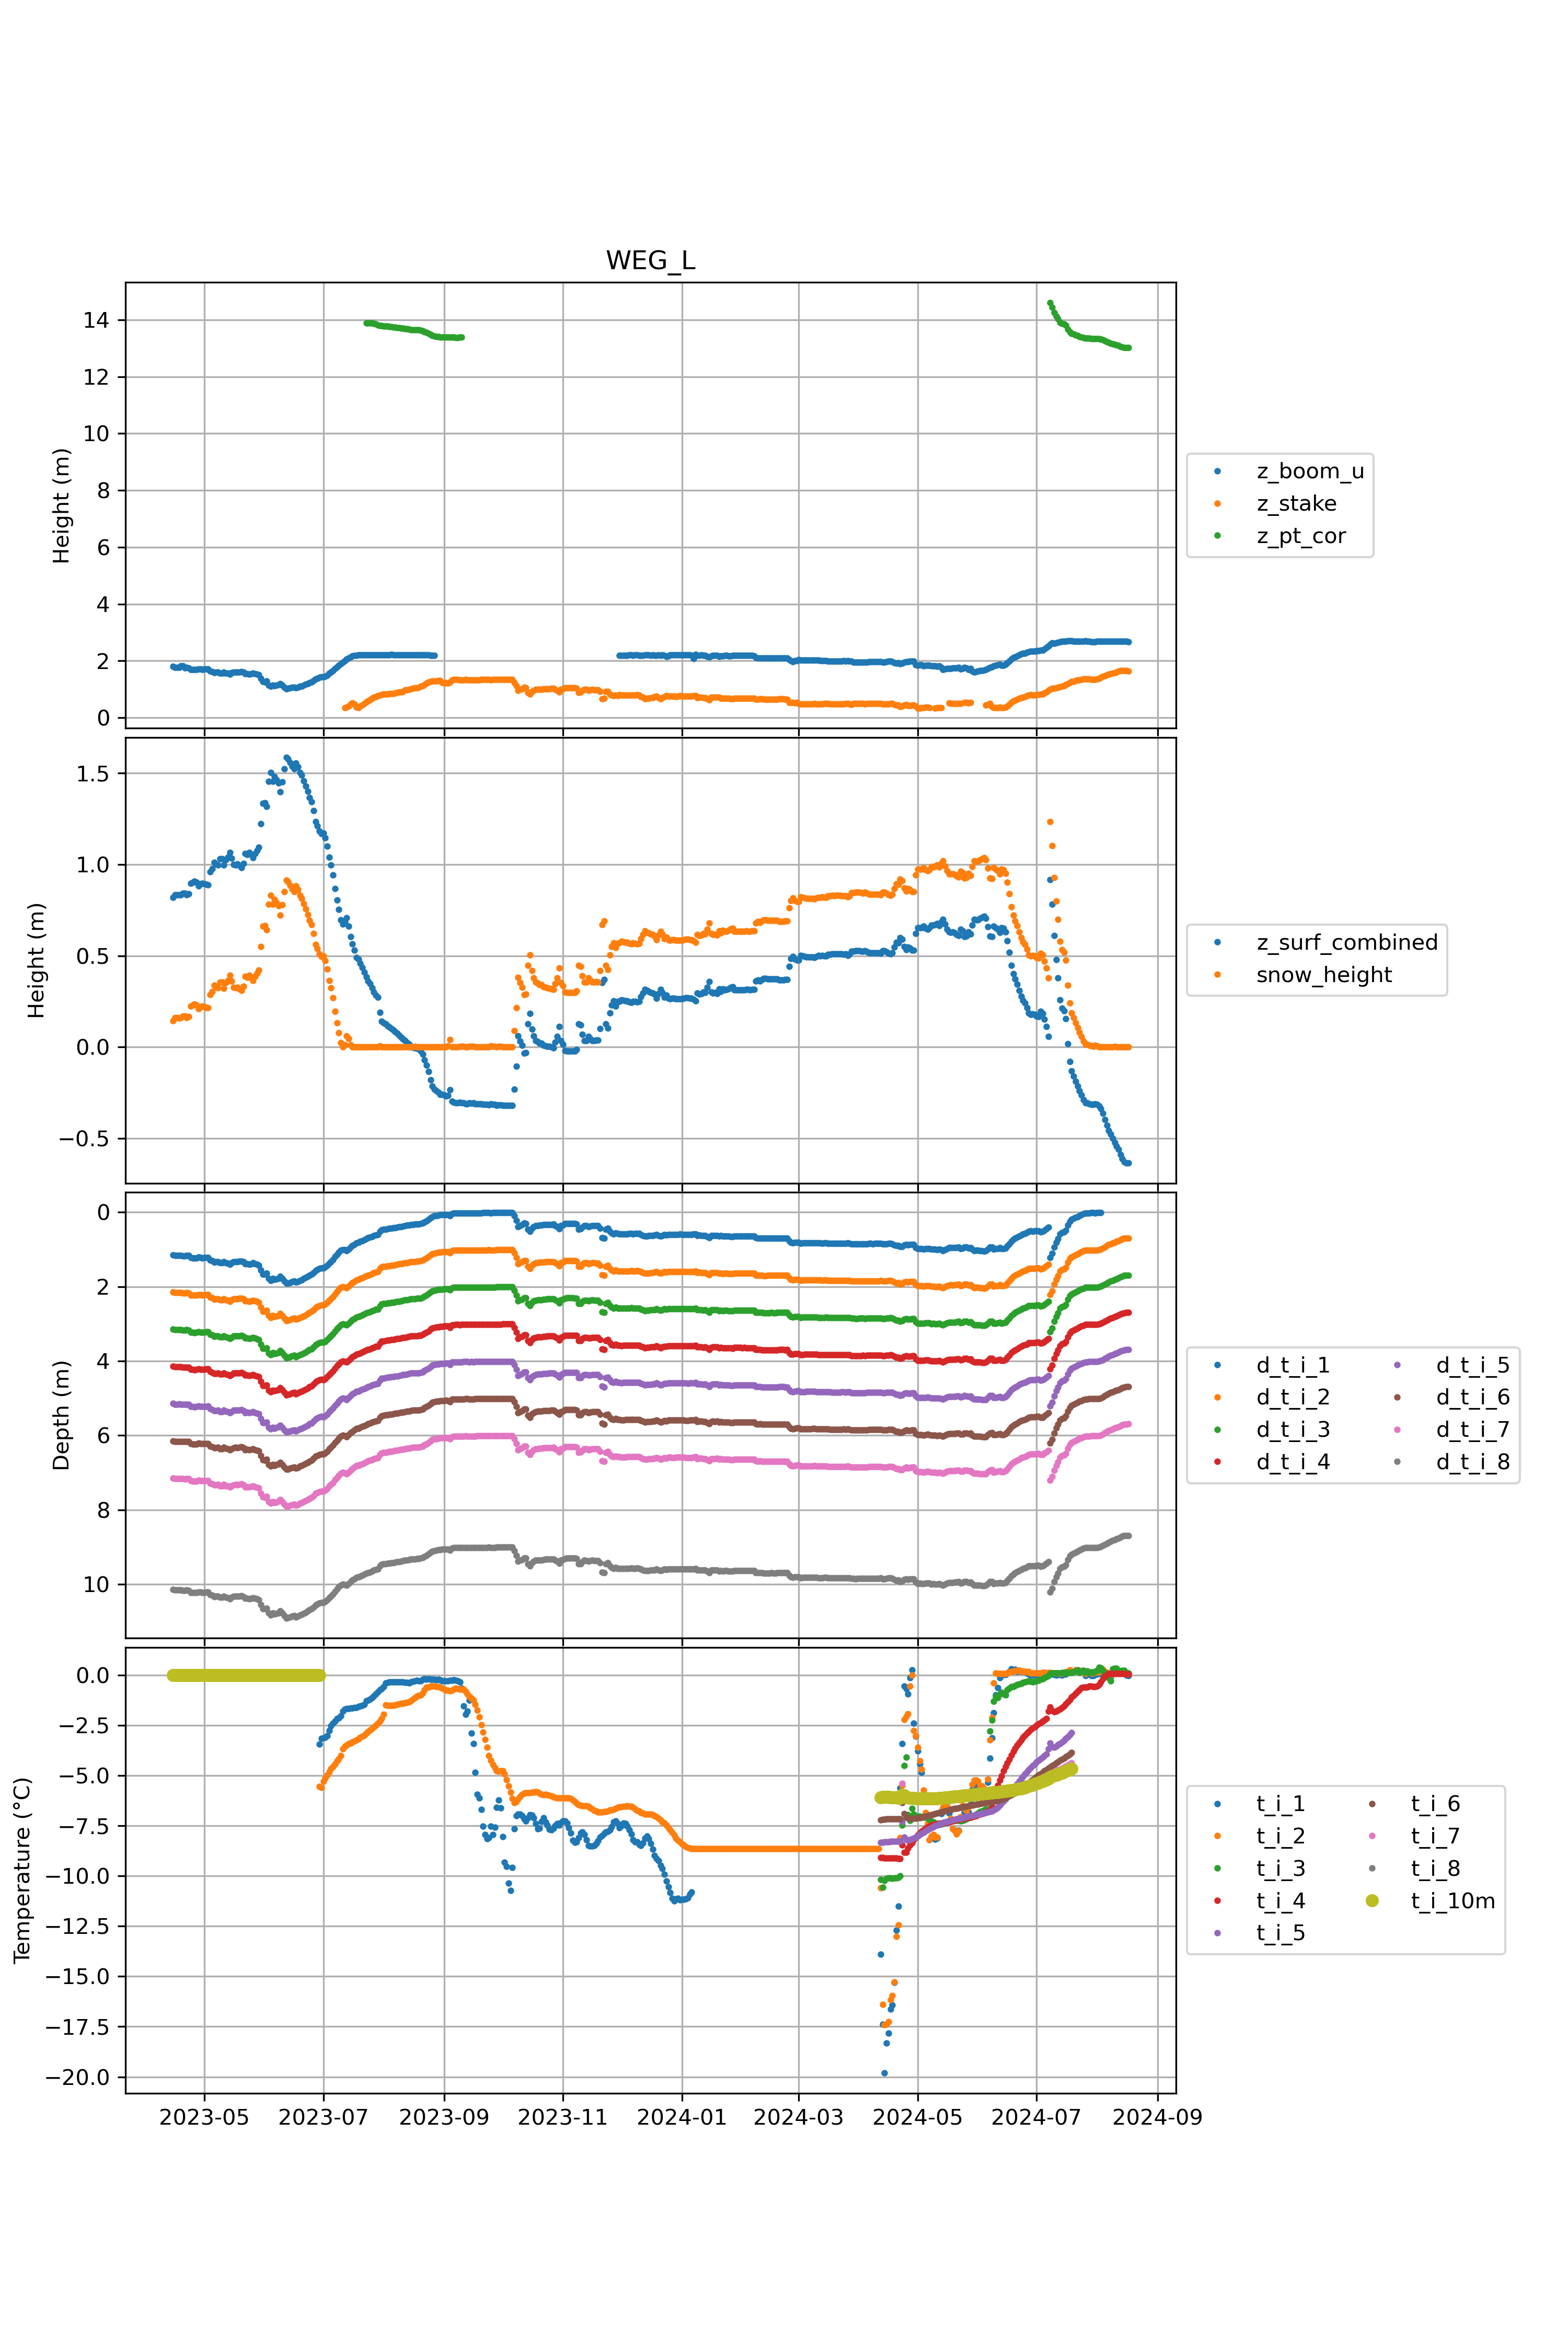 WEG_L
Height (m)
14
12
10
8
6
4
2
0
z_boom_u
z_stake
z_pt_cor
Height (m)
1.5
1.0
0.5
0.0
−0.5
z_surf_combined
snow_height
Depth (m)
0
2
4
6
8
10
d_t_i_1 d_t_i_5
d_t_i_2 d_t_i_6
d_t_i_3 d_t_i_7
d_t_i_4 d_t_i_8
Temperature (°C)
0.0
−2.5
−5.0
−7.5
−10.0
−12.5
−15.0
−17.5
−20.0
t_i_1 t_i_6
t_i_2 t_i_7
t_i_3 t_i_8
t_i_4 t_i_10m
t_i_5
2023-05 2023-07 2023-09 2023-11 2024-01 2024-03 2024-05 2024-07 2024-09